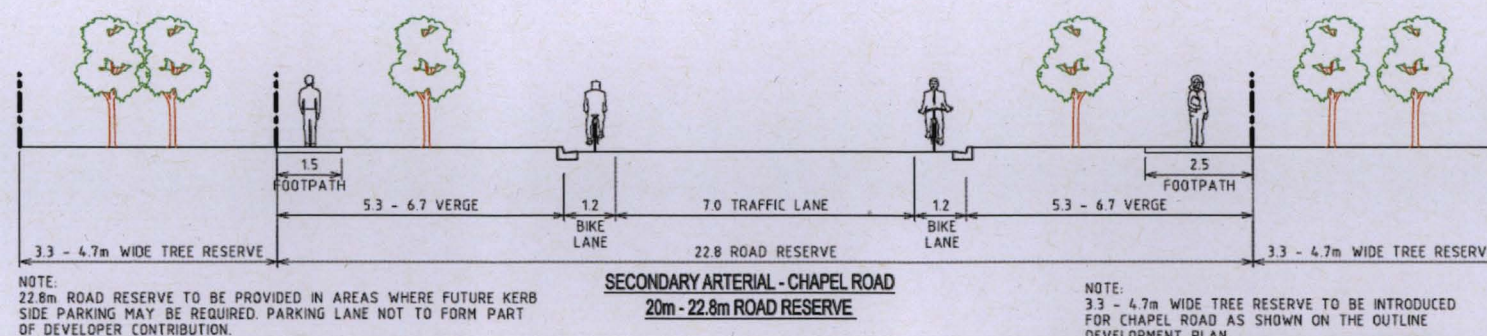 1.5
FOOTPATH
2.5
FOOTPATH
5.3 - 6.7 VERGE
1.2
BIKE
LANE
7.0 TRAFFIC LANE
1.2
BIKE
LANE
5.3 - 6.7 VERGE
3.3 - 4.7m WIDE TREE RESERVE
22.8 ROAD RESERVE
3.3 - 4.7m WIDE TREE RESERV
NOTE:
22.8m ROAD RESERVE TO BE PROVIDED IN AREAS WHERE FUTURE KERB
SIDE PARKING MAY BE REQUIRED. PARKING LANE NOT TO FORM PART
OF DEVELOPER CONTRIBUTION.
SECONDARY ARTERIAL - CHAPEL ROAD
20m - 22.8m ROAD RESERVE
NOTE:
3.3 - 4.7m WIDE TREE RESERVE TO BE INTRODUCED
FOR CHAPEL ROAD AS SHOWN ON THE OUTLINE
DEVELOPMENT PLAN